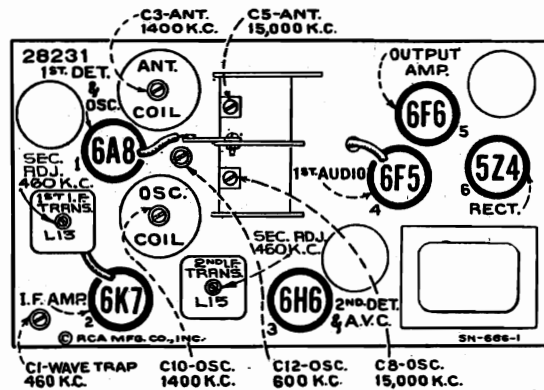 C3-ANT.
1400 K.C.
C5-ANT.
15,000 K.C.
28231
1ST. DET.
&
OSC.
ANT.
COIL
OUTPUT
AMP.
6F6
5
6A8
1
SEC.
ADJ.
460 K.C.
1ST I.F.
TRANS.
L13
OSC.
COIL
1ST AUDIO
6F5
4
5Z4
6
RECT.
SEC. ADJ.
460 K.C.
2ND I.F.
TRANS.
L15
I.F. AMP.
6K7
2
6H6
3
2ND DET.
& A.V.C.
© RCA MFG. CO., INC.
SN-666-1
C1-WAVE TRAP
460 K.C.
C10-OSC.
1400 K.C.
C12-OSC.
600 K.C.
C8-OSC.
15,000 K.C.